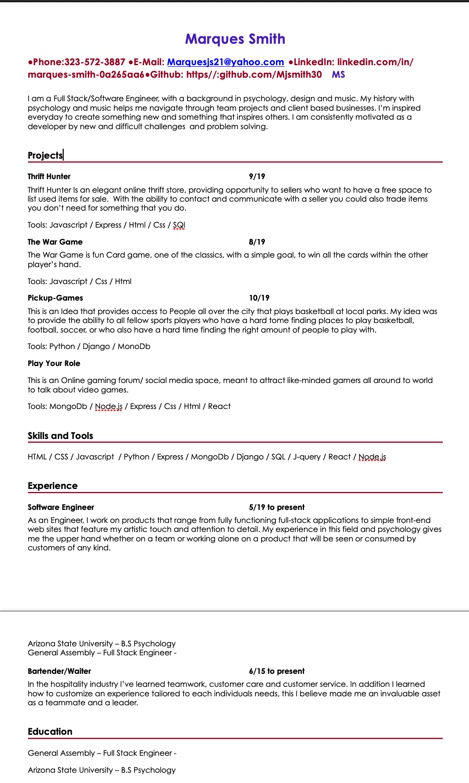 Marques Smith
●Phone:323-572-3887 ●E-Mail: Marquesjs21@yahoo.com ●LinkedIn: linkedin.com/in/
marques-smith-0a265aa6●Github: https//:github.com/Mjsmith30 MS
I am a Full Stack/Software Engineer, with a background in psychology, design and music. My history with
psychology and music helps me navigate through team projects and client based businesses. I'm inspired
everyday to create something new and something that inspires others. I am consistently motivated as a
developer by new and difficult challenges and problem solving.
Projects
Thrift Hunter 9/19
Thrift Hunter Is an elegant online thrift store, providing opportunity to sellers who want to have a free space to
list used items for sale. With the ability to contact and communicate with a seller you could also trade items
you don't need for something that you do.
Tools: Javascript / Express / Html / Css / SQl
The War Game 8/19
The War Game is fun Card game, one of the classics, with a simple goal, to win all the cards within the other
player's hand.
Tools: Javascript / Css / Html
Pickup-Games 10/19
This is an Idea that provides access to People all over the city that plays basketball at local parks. My idea was
to provide the ability to all fellow sports players who have a hard tome finding places to play basketball,
football, soccer, or who also have a hard time finding the right amount of people to play with.
Tools: Python / Django / MonoDb
Play Your Role
This is an Online gaming forum/ social media space, meant to attract like-minded gamers all around to world
to talk about video games.
Tools: MongoDb / Node.js / Express / Css / Html / React
Skills and Tools
HTML / CSS / Javascript / Python / Express / MongoDb / Django / SQL / J-query / React / Node.js
Experience
Software Engineer 5/19 to present
As an Engineer, I work on products that range from fully functioning full-stack applications to simple front-end
web sites that feature my artistic touch and attention to detail. My experience in this field and psychology gives
me the upper hand whether on a team or working alone on a product that will be seen or consumed by
customers of any kind.
Arizona State University – B.S Psychology
General Assembly – Full Stack Engineer -
Bartender/Waiter 6/15 to present
In the hospitality industry I've learned teamwork, customer care and customer service. In addition I learned
how to customize an experience tailored to each individuals needs, this I believe made me an invaluable asset
as a teammate and a leader.
Education
General Assembly – Full Stack Engineer -
Arizona State University – B.S Psychology